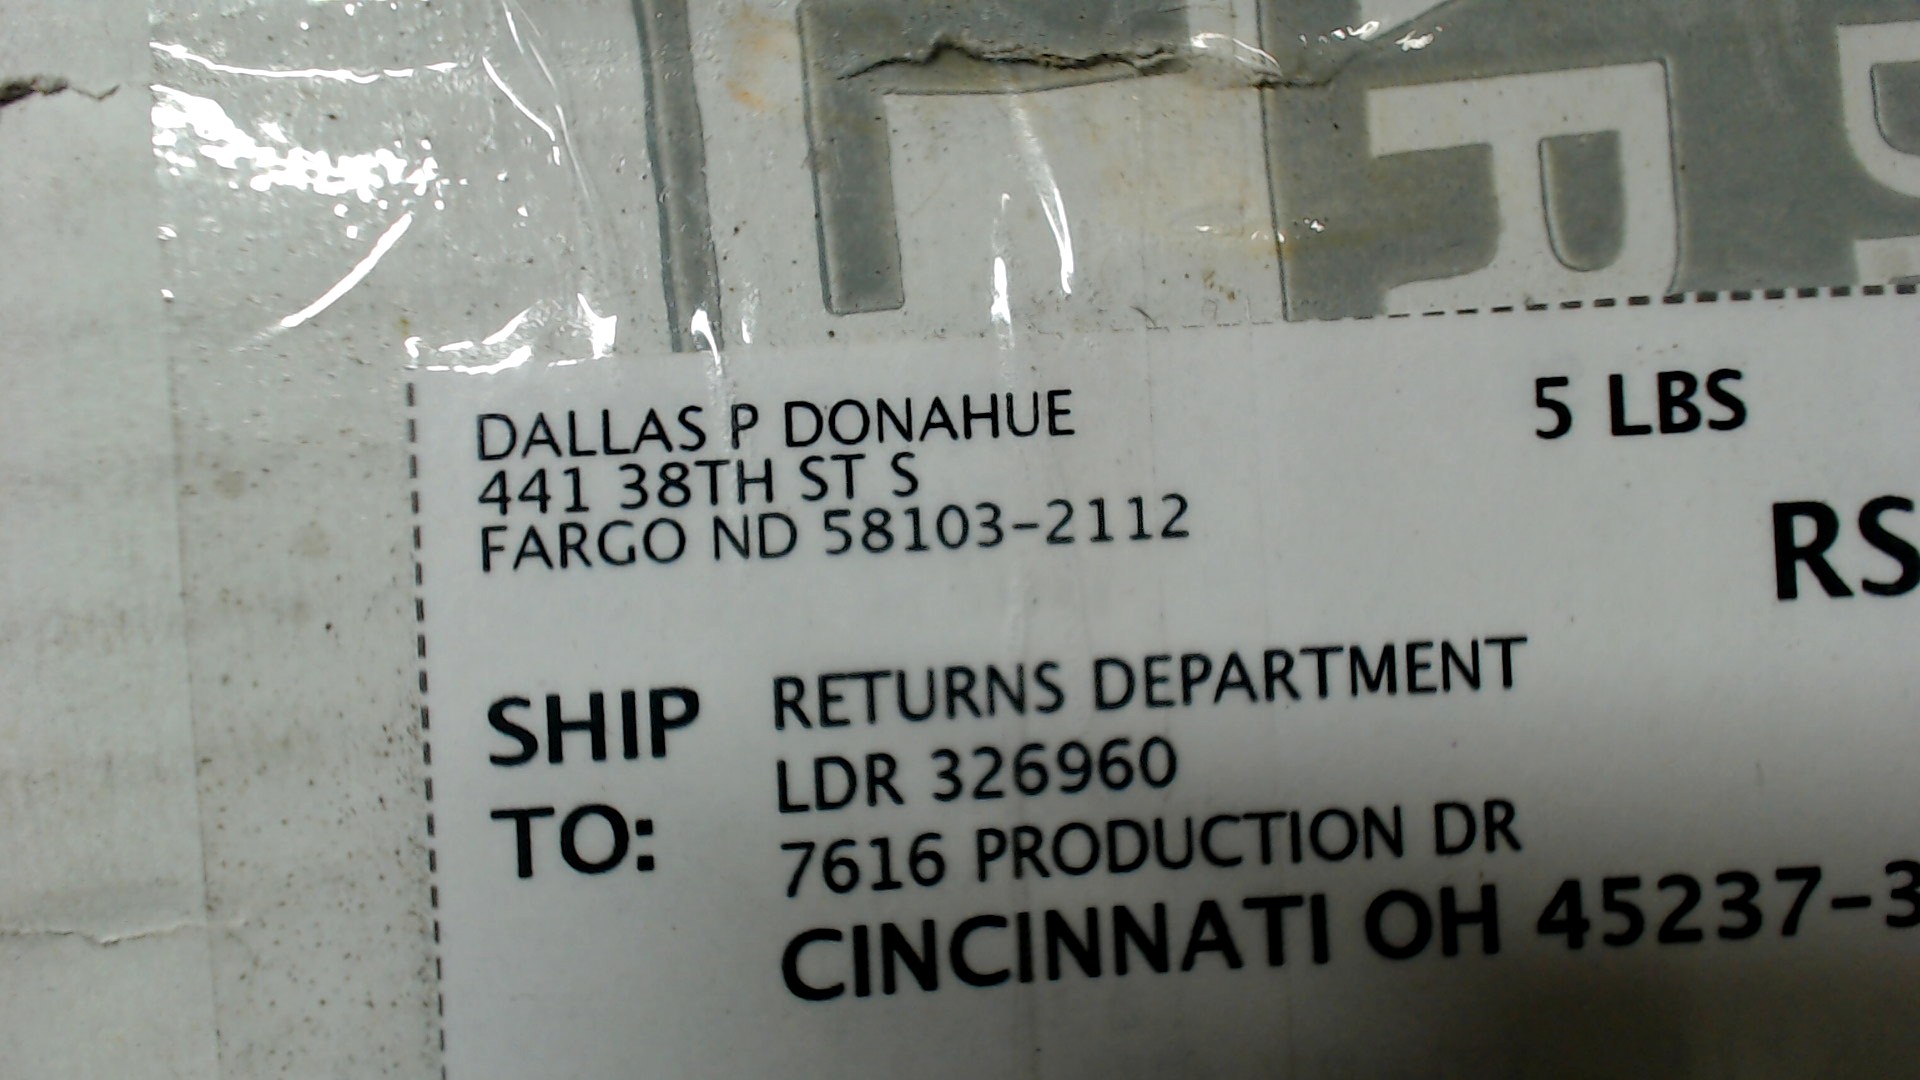 DALLAS P DONAHUE
441 38TH ST S
FARGO ND 58103-2112
5 LBS
RS
SHIP TO:
RETURNS DEPARTMENT
LDR 326960
7616 PRODUCTION DR
CINCINNATI OH 45237-3